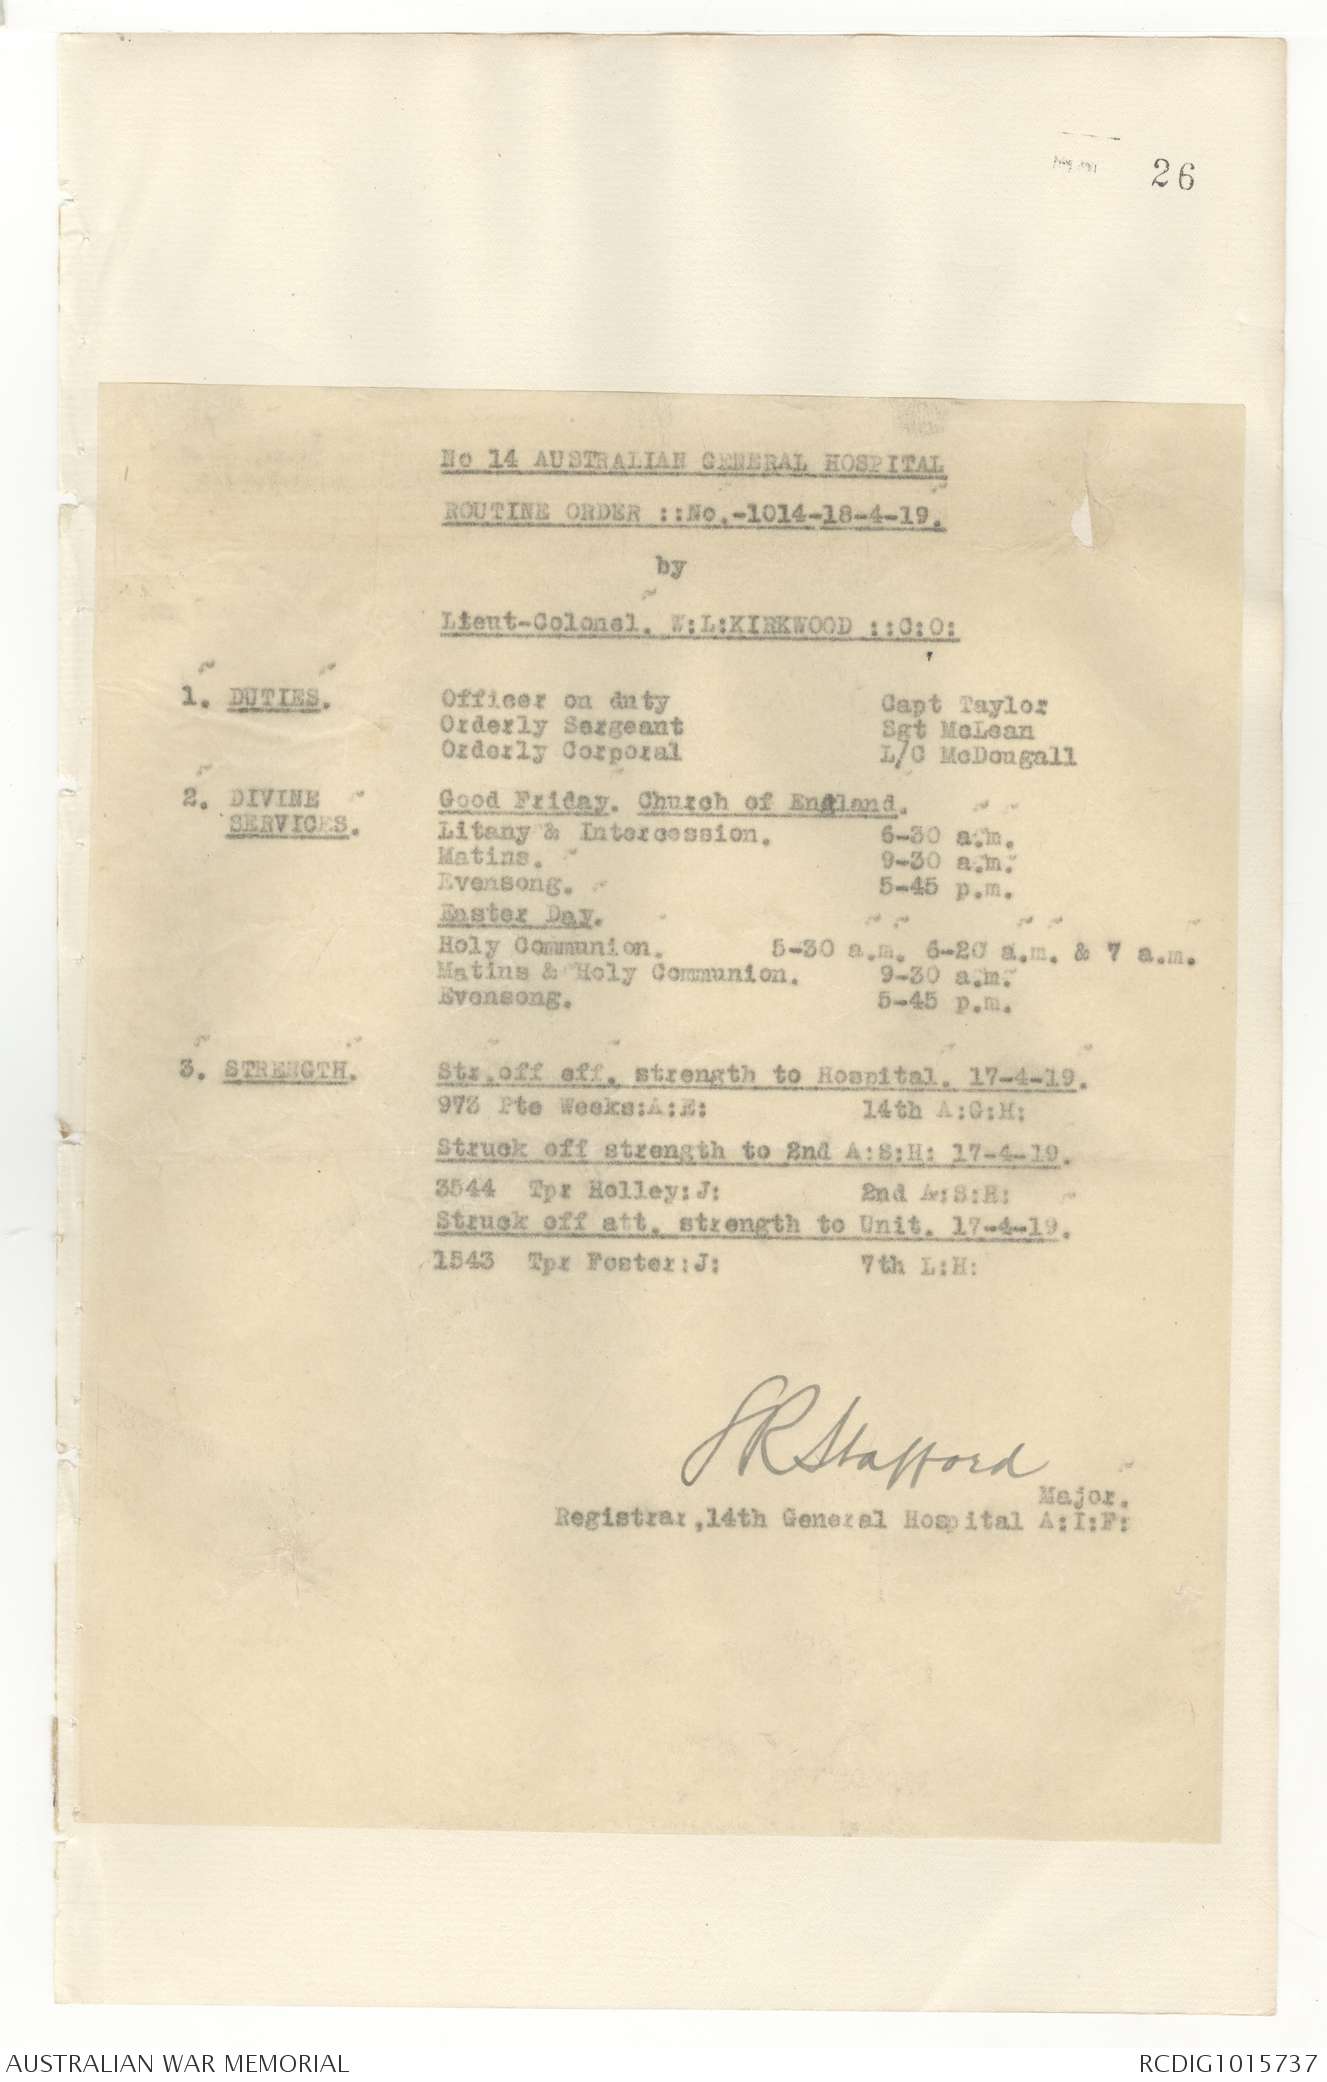 26
No 14 AUSTRALIAN GENERAL HOSPITAL
ROUTINE ORDER ::No.-1014-18-4-19.
by
Lieut-Colonel. W:L:KIRKWOOD ::C:O:
1. DUTIES. Officer on duty Capt Taylor
Orderly Sergeant Sgt McLean
Orderly Corporal L/C McDougall
2. DIVINE SERVICES. Good Friday. Church of England.
Litany & Intercession. 6-30 a.m.
Matins. 9-30 a.m.
Evensong. 5-45 p.m.
Easter Day.
Holy Communion. 5-30 a.m. 6-20 a.m. & 7 a.m.
Matins & Holy Communion. 9-30 a.m.
Evensong. 5-45 p.m.
3. STRENGTH. Str.off eff. strength to Hospital. 17-4-19.
973 Pte Weeks:A:E: 14th A:G:H:
Struck off strength to 2nd A:S:H: 17-4-19.
3544 Tpr Holley:J: 2nd A:S:H:
Struck off att. strength to Unit. 17-4-19.
1543 Tpr Foster:J: 7th L:H:
SRStafford
Major.
Registrar,14th General Hospital A:I:F:
AUSTRALIAN WAR MEMORIAL RCDIG1015737